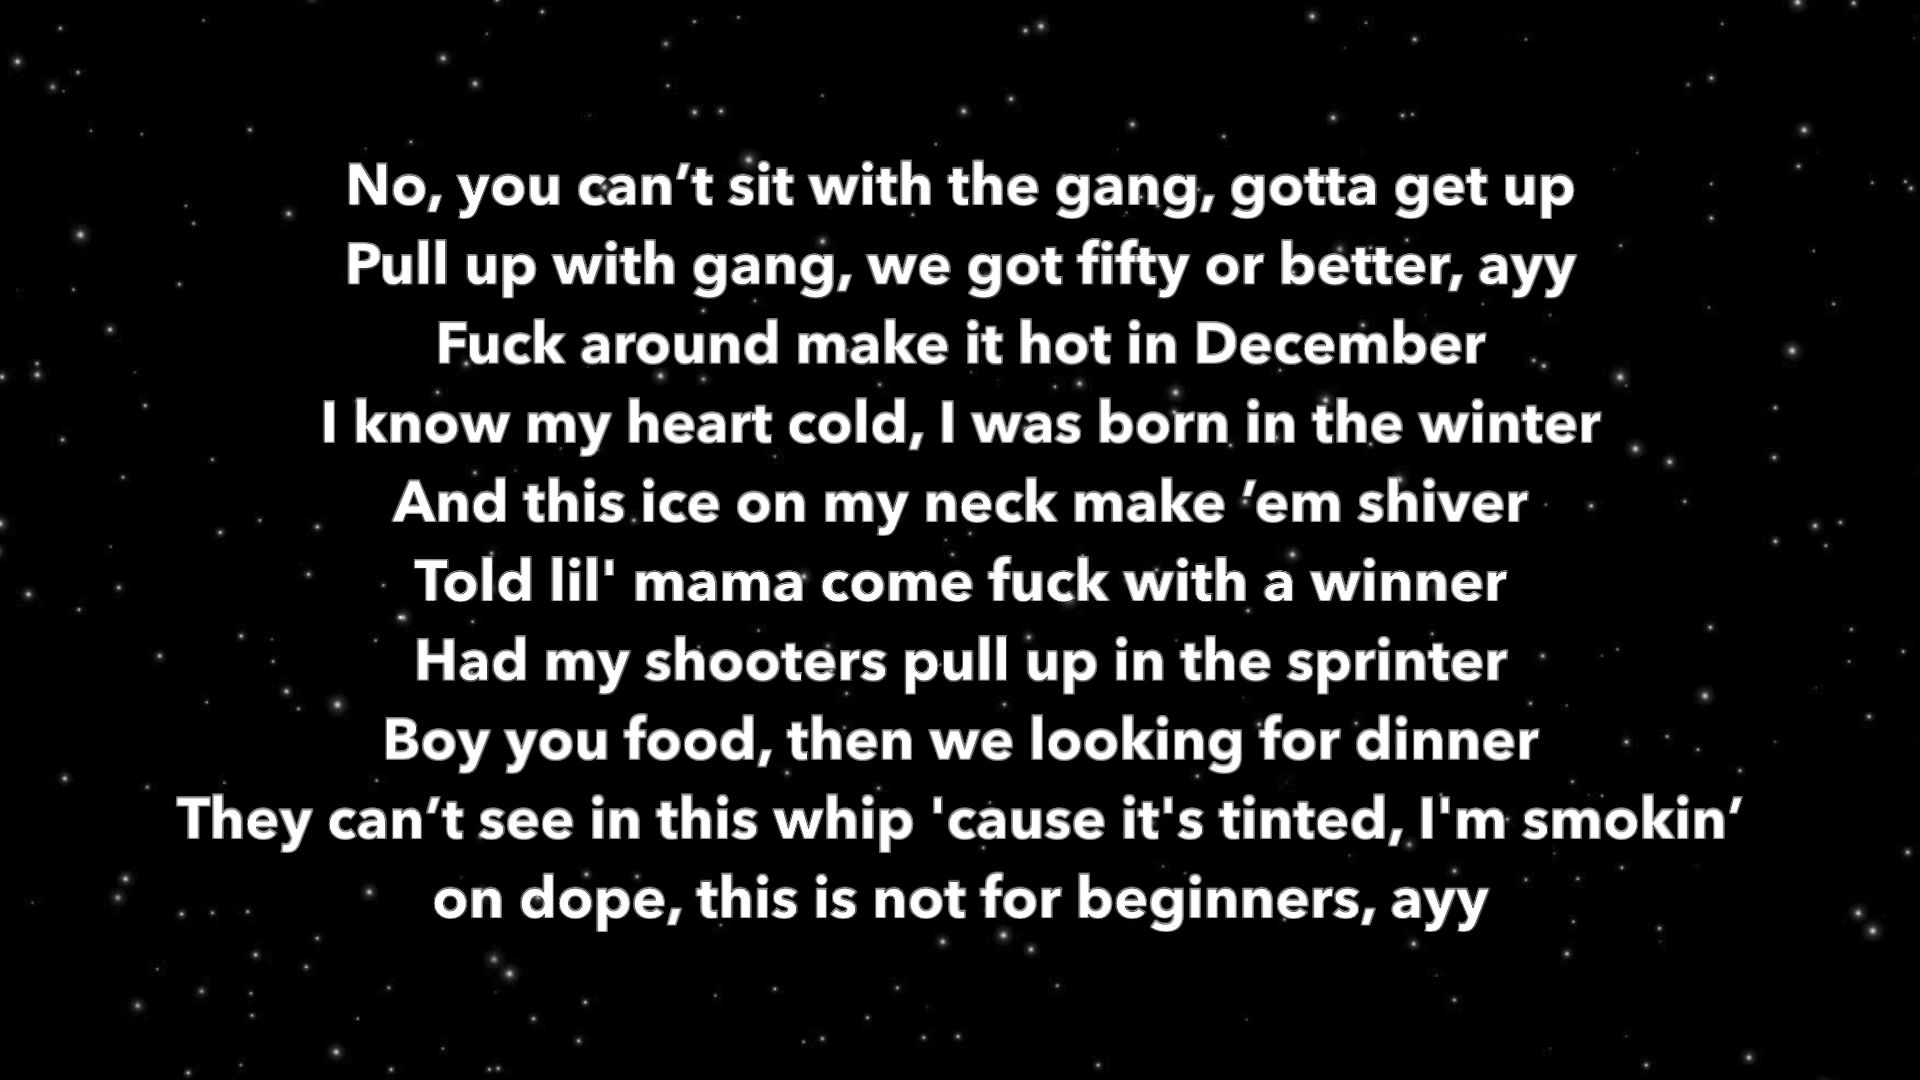 No, you can’t sit with the gang, gotta get up
Pull up with gang, we got fifty or better, ayy
Fuck around make it hot in December
I know my heart cold, I was born in the winter
And this ice on my neck make ’em shiver
Told lil' mama come fuck with a winner
Had my shooters pull up in the sprinter
Boy you food, then we looking for dinner
They can’t see in this whip 'cause it's tinted, I'm smokin’
on dope, this is not for beginners, ayy